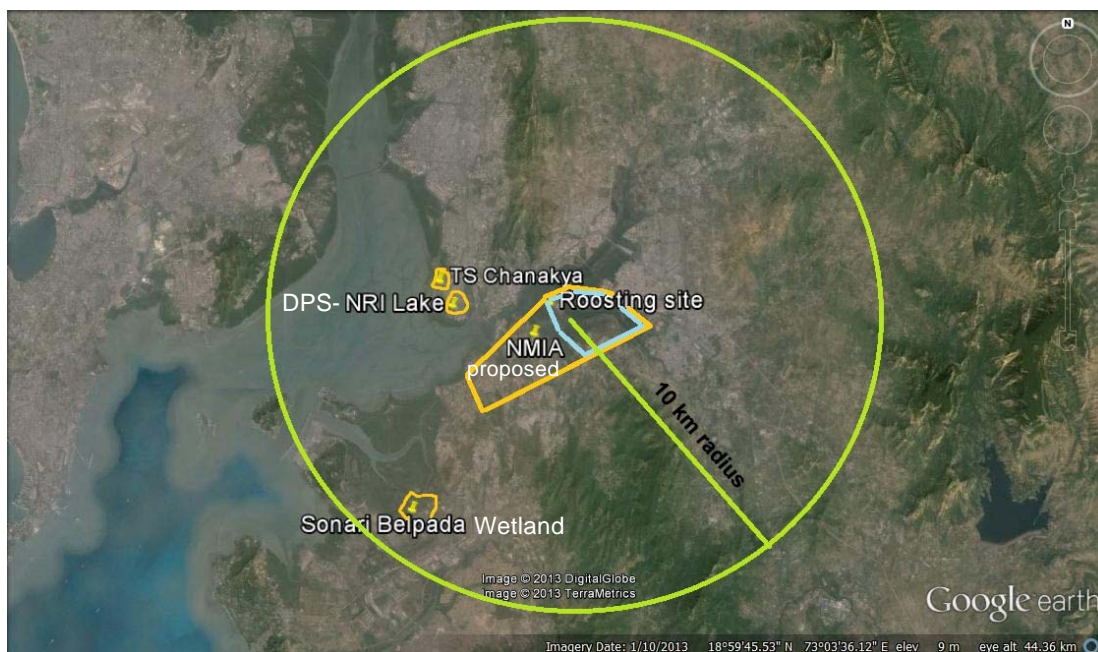 N
TS Chanakya
DPS- NRI Lake
Roosting site
NMIA
proposed
10 km radius
Sonari Belpada Wetland
Image © 2013 DigitalGlobe
Image © 2013 TerraMetrics
Google earth
Imagery Date: 1/10/2013 18°59'45.53" N 73°03'36.12" E elev 9 m eye alt 44.36 km